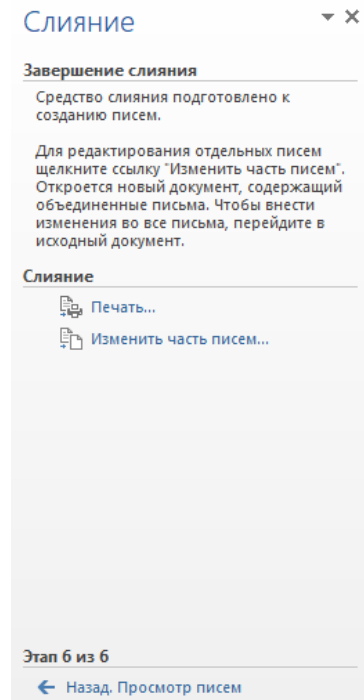 Слияние
Завершение слияния
Средство слияния подготовлено к
созданию писем.
Для редактирования отдельных писем
щелкните ссылку "Изменить часть писем".
Откроется новый документ, содержащий
объединенные письма. Чтобы внести
изменения во все письма, перейдите в
исходный документ.
Слияние
Печать...
Изменить часть писем...
Этап 6 из 6
Назад. Просмотр писем